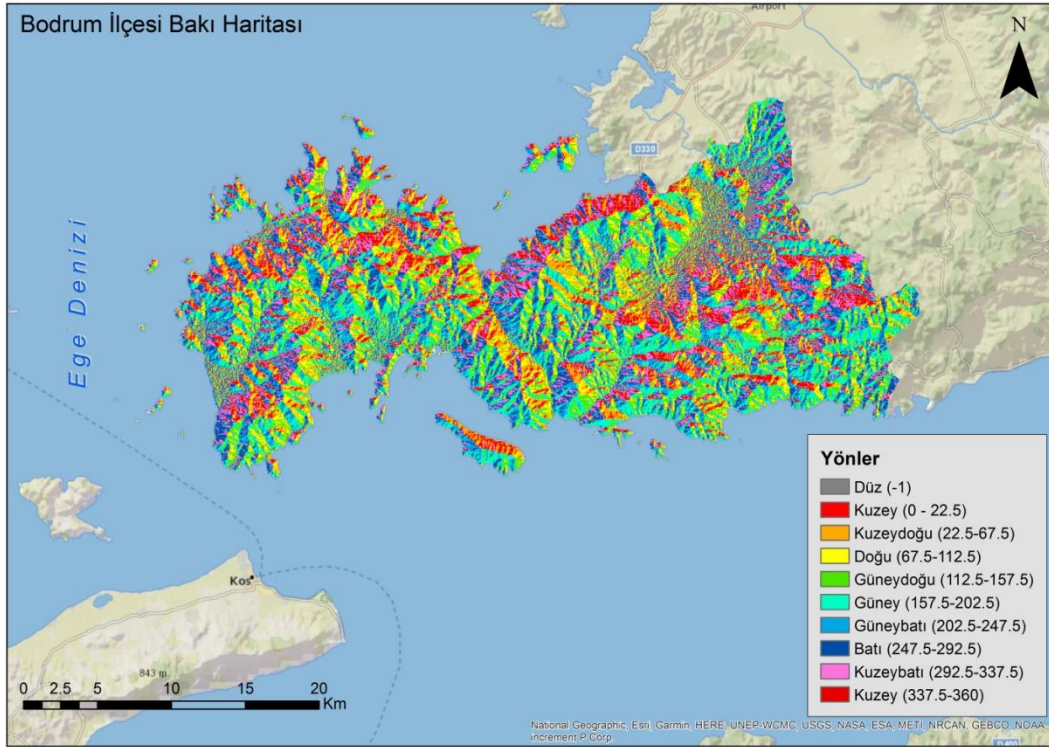 Bodrum İlçesi Bakı Haritası
Airport
N
D330
Ege Denizi
Kos
843 m
0 2.5 5 10 15 20
Km
Yönler
Düz (-1)
Kuzey (0 - 22.5)
Kuzeydoğu (22.5-67.5)
Doğu (67.5-112.5)
Güneydoğu (112.5-157.5)
Güney (157.5-202.5)
Güneybatı (202.5-247.5)
Batı (247.5-292.5)
Kuzeybatı (292.5-337.5)
Kuzey (337.5-360)
National Geographic, Esri, Garmin, HERE, UNEP-WCMC, USGS, NASA, ESA, METI, NRCAN, GEBCO, NOAA,
increment P Corp.
D400